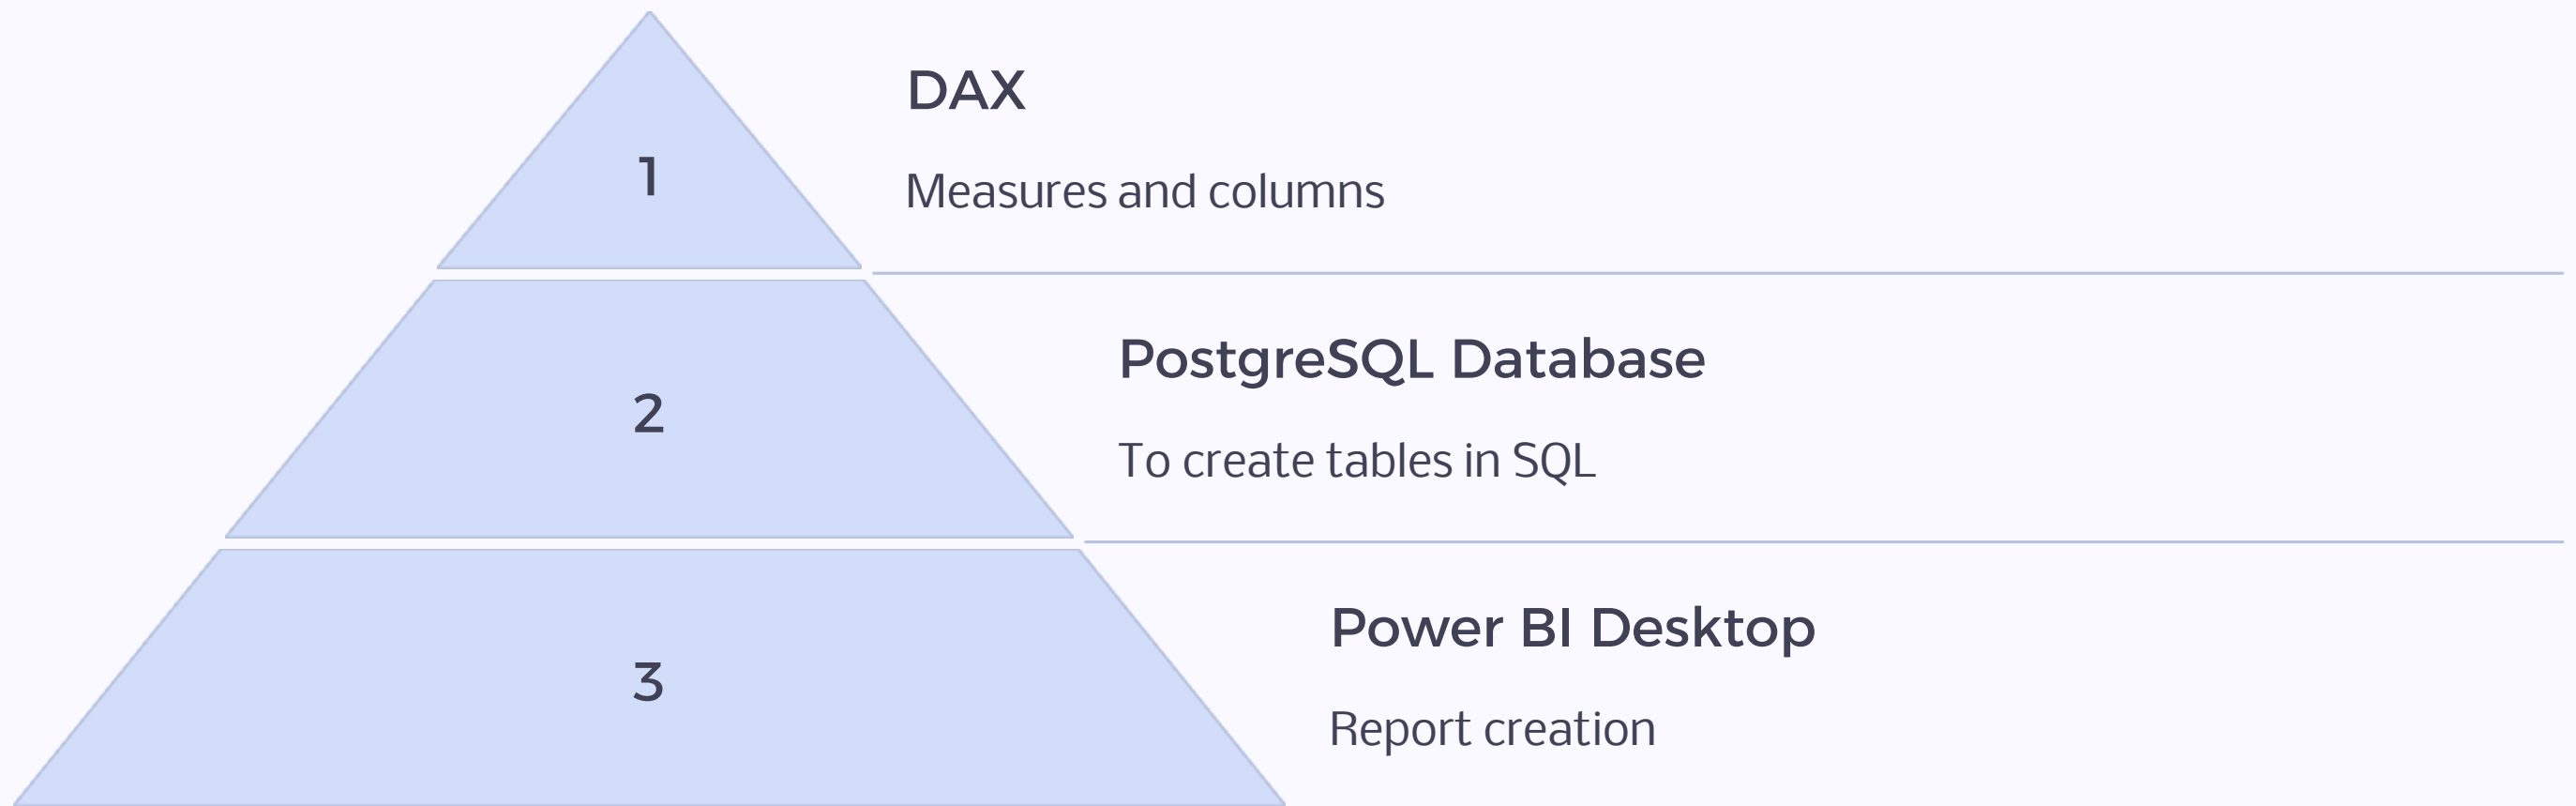 1
DAX
Measures and columns
2
PostgreSQL Database
To create tables in SQL
3
Power BI Desktop
Report creation